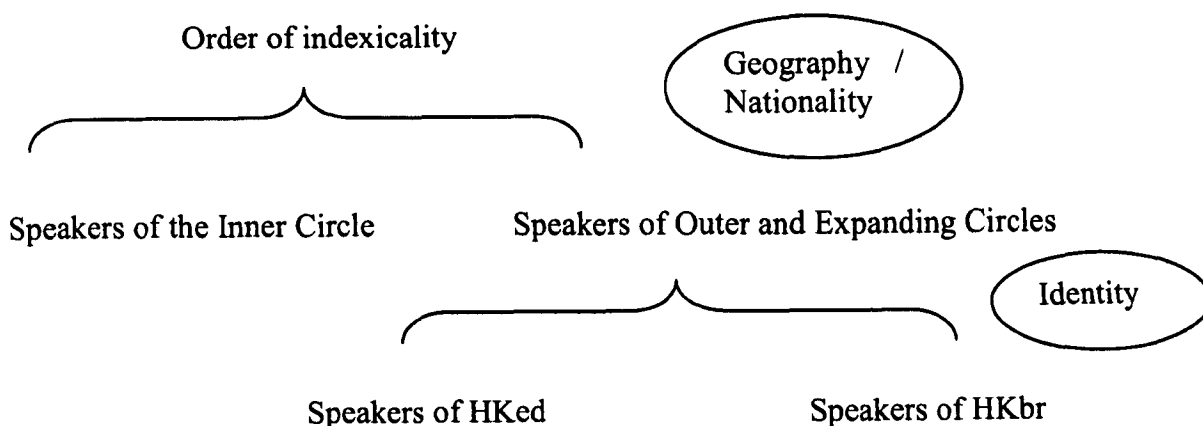 Order of indexicality
Geography /
Nationality
Speakers of the Inner Circle
Speakers of Outer and Expanding Circles
Identity
Speakers of HKed
Speakers of HKbr